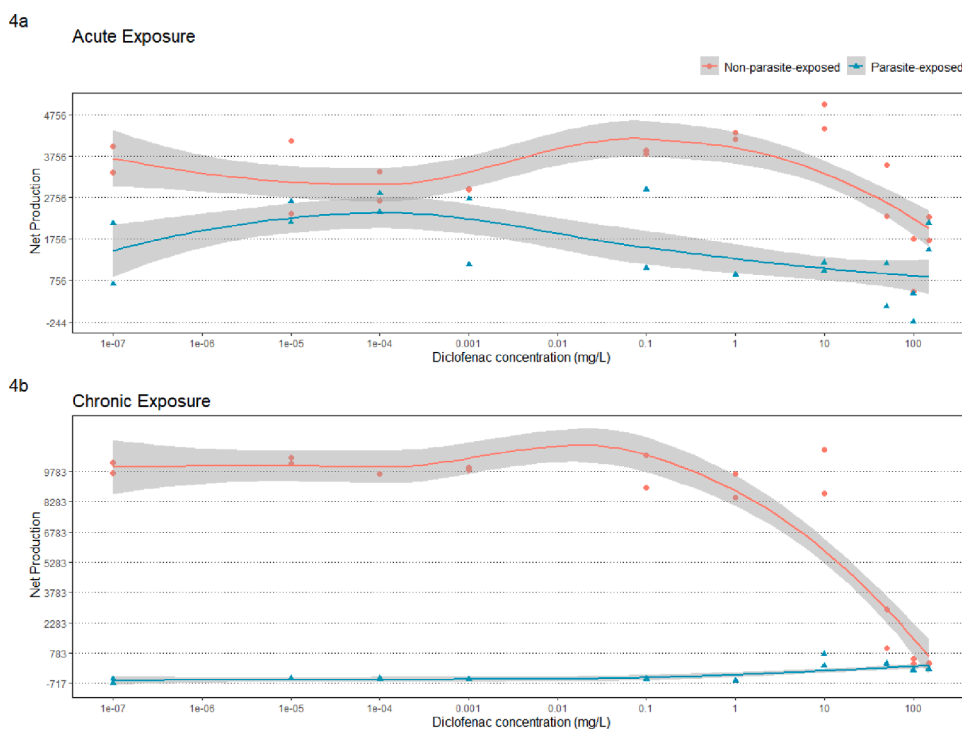 4a
Acute Exposure
Non-parasite-exposed Parasite-exposed
Net Production
4756
3756
2756
1756
756
-244
1e-07 1e-06 1e-05 1e-04 0.001 0.01 0.1 1 10 100
Diclofenac concentration (mg/L)
4b
Chronic Exposure
Net Production
9783
8283
6783
5283
3783
2283
783
-717
1e-07 1e-06 1e-05 1e-04 0.001 0.01 0.1 1 10 100
Diclofenac concentration (mg/L)